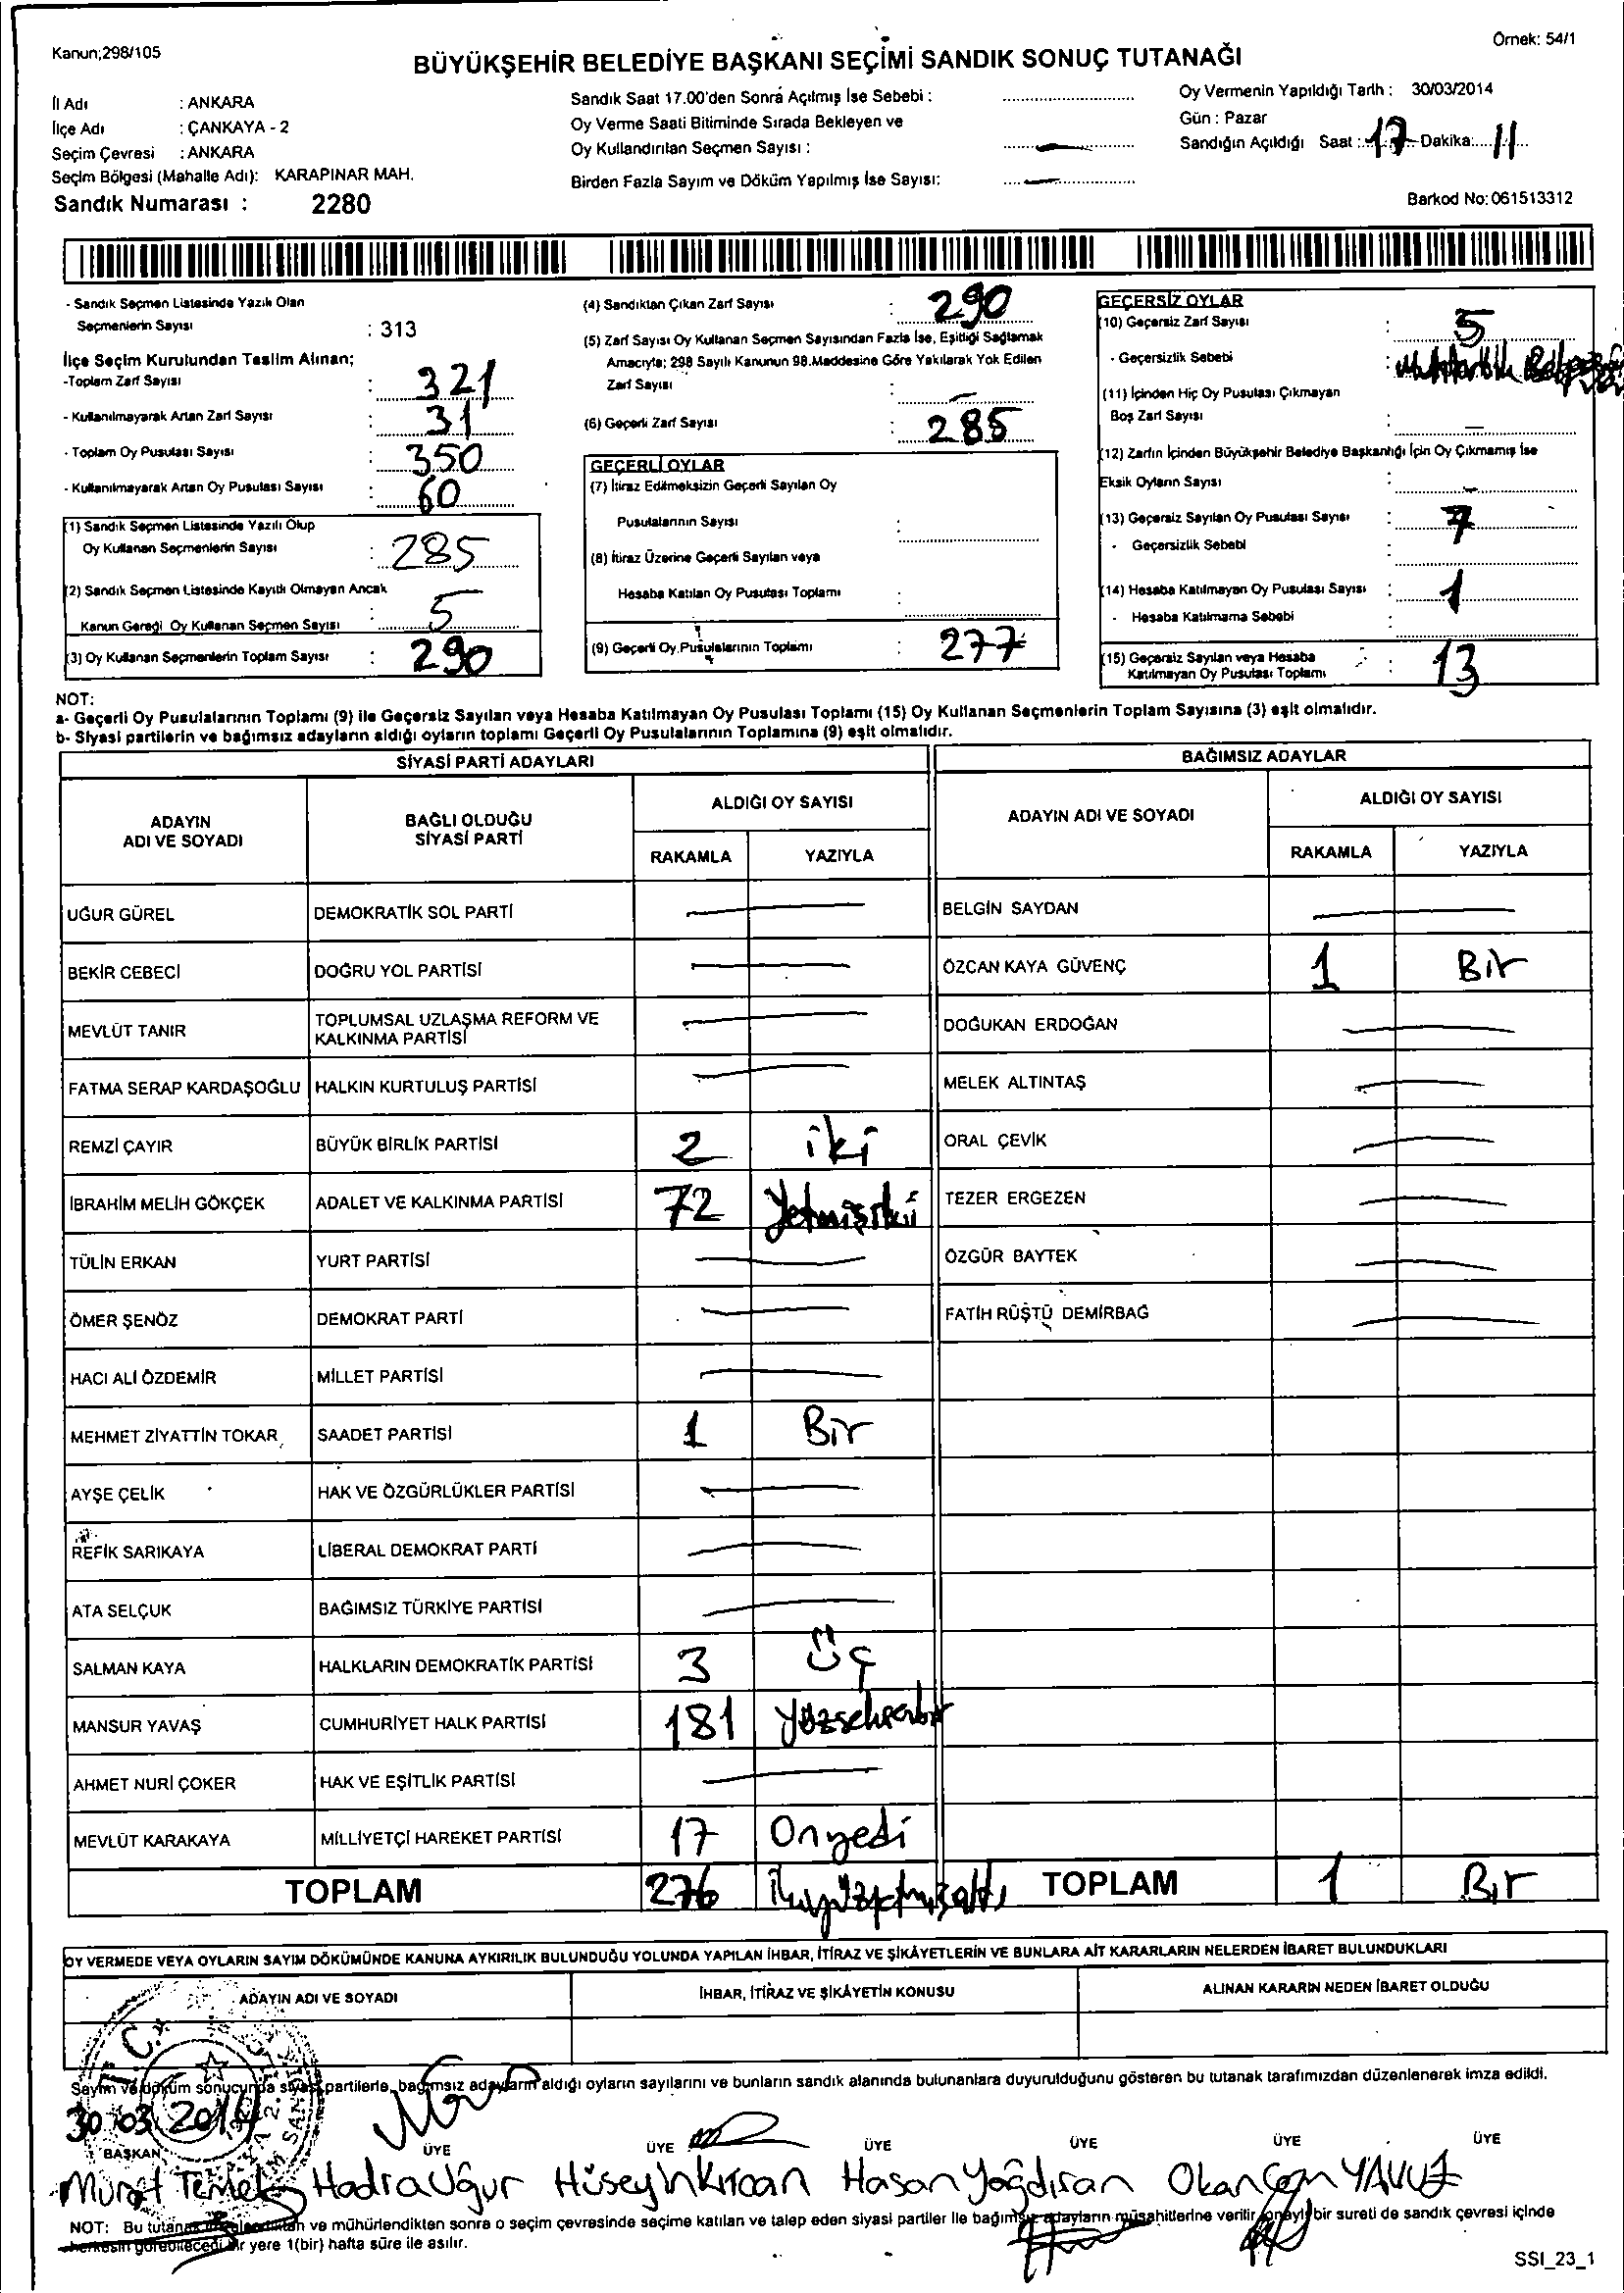 Kanun;298/105
Örnek: 54/1
BÜYÜKŞEHİR BELEDİYE BAŞKANI SEÇİMİ SANDIK SONUÇ TUTANAĞI
İl Adı : ANKARA
İlçe Adı : ÇANKAYA - 2
Seçim Çevresi : ANKARA
Seçim Bölgesi (Mahalle Adı): KARAPINAR MAH.
Sandık Numarası : 2280
Sandık Saat 17.00'den Sonra Açılmış İse Sebebi :
Oy Verme Saati Bitiminde Sırada Bekleyen ve
Oy Kullandırılan Seçmen Sayısı : —
Birden Fazla Sayım ve Döküm Yapılmış İse Sayısı: —
Oy Vermenin Yapıldığı Tarih : 30/03/2014
Gün : Pazar
Sandığın Açıldığı Saat : 17 Dakika: 11
Barkod No: 061513312
- Sandık Seçmen Listesinde Yazılı Olan
Seçmenlerin Sayısı : 313
İlçe Seçim Kurulundan Teslim Alınan;
-Toplam Zarf Sayısı : 321
- Kullanılmayarak Artan Zarf Sayısı : 31
- Toplam Oy Pusulası Sayısı : 350
- Kullanılmayarak Artan Oy Pusulası Sayısı : 60
(1) Sandık Seçmen Listesinde Yazılı Olup
Oy Kullanan Seçmenlerin Sayısı : 285
(2) Sandık Seçmen Listesinde Kayıtlı Olmayan Ancak
Kanun Gereği Oy Kullanan Seçmen Sayısı : 5
(3) Oy Kullanan Seçmenlerin Toplam Sayısı : 290
(4) Sandıktan Çıkan Zarf Sayısı : 290
(5) Zarf Sayısı Oy Kullanan Seçmen Sayısından Fazla İse, Eşitliği Sağlamak
Amacıyla; 298 Sayılı Kanunun 98.Maddesine Göre Yakılarak Yok Edilen
Zarf Sayısı : —
(6) Geçerli Zarf Sayısı : 285
GEÇERLİ OYLAR
(7) İtiraz Edilmeksizin Geçerli Sayılan Oy
Pusulalarının Sayısı :
(8) İtiraz Üzerine Geçerli Sayılan veya
Hesaba Katılan Oy Pusulası Toplamı :
(9) Geçerli Oy Pusulalarının Toplamı : 277
GEÇERSİZ OYLAR
(10) Geçersiz Zarf Sayısı : 5
- Geçersizlik Sebebi :
(11) İçinden Hiç Oy Pusulası Çıkmayan
Boş Zarf Sayısı : —
(12) Zarfın İçinden Büyükşehir Belediye Başkanlığı İçin Oy Çıkmamış İse
Eksik Oyların Sayısı : —
(13) Geçersiz Sayılan Oy Pusulası Sayısı : 7
- Geçersizlik Sebebi :
(14) Hesaba Katılmayan Oy Pusulası Sayısı : 1
- Hesaba Katılmama Sebebi :
(15) Geçersiz Sayılan veya Hesaba
Katılmayan Oy Pusulası Toplamı : 13
NOT:
a- Geçerli Oy Pusulalarının Toplamı (9) ile Geçersiz Sayılan veya Hesaba Katılmayan Oy Pusulası Toplamı (15) Oy Kullanan Seçmenlerin Toplam Sayısına (3) eşit olmalıdır.
b- Siyasi partilerin ve bağımsız adayların aldığı oyların toplamı Geçerli Oy Pusulalarının Toplamına (9) eşit olmalıdır.
SİYASİ PARTİ ADAYLARI
ADAYIN ADI VE SOYADI BAĞLI OLDUĞU SİYASİ PARTİ ALDIĞI OY SAYISI
RAKAMLA YAZIYLA
UĞUR GÜREL DEMOKRATİK SOL PARTİ —
BEKİR CEBECİ DOĞRU YOL PARTİSİ —
MEVLÜT TANIR TOPLUMSAL UZLAŞMA REFORM VE KALKINMA PARTİSİ —
FATMA SERAP KARDAŞOĞLU HALKIN KURTULUŞ PARTİSİ —
REMZİ ÇAYIR BÜYÜK BİRLİK PARTİSİ 2 iki
İBRAHİM MELİH GÖKÇEK ADALET VE KALKINMA PARTİSİ 72 Yetmişiki
TÜLİN ERKAN YURT PARTİSİ —
ÖMER ŞENÖZ DEMOKRAT PARTİ —
HACI ALİ ÖZDEMİR MİLLET PARTİSİ —
MEHMET ZİYATTİN TOKAR SAADET PARTİSİ 1 Bir
AYŞE ÇELİK HAK VE ÖZGÜRLÜKLER PARTİSİ —
REFİK SARIKAYA LİBERAL DEMOKRAT PARTİ —
ATA SELÇUK BAĞIMSIZ TÜRKİYE PARTİSİ —
SALMAN KAYA HALKLARIN DEMOKRATİK PARTİSİ 3 üç
MANSUR YAVAŞ CUMHURİYET HALK PARTİSİ 181 Yüzseksenbir
AHMET NURİ ÇOKER HAK VE EŞİTLİK PARTİSİ —
MEVLÜT KARAKAYA MİLLİYETÇİ HAREKET PARTİSİ 17 Onyedi
TOPLAM 276 İkiyüzyetmişaltı
BAĞIMSIZ ADAYLAR
ADAYIN ADI VE SOYADI ALDIĞI OY SAYISI
RAKAMLA YAZIYLA
BELGİN SAYDAN —
ÖZCAN KAYA GÜVENÇ 1 Bir
DOĞUKAN ERDOĞAN —
MELEK ALTINTAŞ —
ORAL ÇEVİK —
TEZER ERGEZEN —
ÖZGÜR BAYTEK —
FATİH RÜŞTÜ DEMİRBAĞ —
TOPLAM 1 Bir
OY VERMEDE VEYA OYLARIN SAYIM DÖKÜMÜNDE KANUNA AYKIRILIK BULUNDUĞU YOLUNDA YAPILAN İHBAR, İTİRAZ VE ŞİKÂYETLERİN VE BUNLARA AİT KARARLARIN NELERDEN İBARET BULUNDUKLARI
ADAYIN ADI VE SOYADI İHBAR, İTİRAZ VE ŞİKÂYETİN KONUSU ALINAN KARARIN NEDEN İBARET OLDUĞU
Sayım ve döküm sonucunda siyasi partilerle, bağımsız adayların aldığı oyların sayılarını ve bunların sandık alanında bulunanlara duyurulduğunu gösteren bu tutanak tarafımızdan düzenlenerek imza edildi.
T.C.
30.03.2014
BAŞKAN ÜYE ÜYE ÜYE ÜYE ÜYE ÜYE
Murat Temel Hadra Uğur Hüseyin Hasan Yağdıran Okan Cem YAVUZ
NOT: Bu tutanak ve mühürlendikten sonra o seçim çevresinde seçime katılan ve talep eden siyasi partiler ile bağımsız adayların müşahitlerine verilir, onaylı bir sureti de sandık çevresi içinde
herkesin görebileceği bir yere 1(bir) hafta süre ile asılır.
SSI_23_1